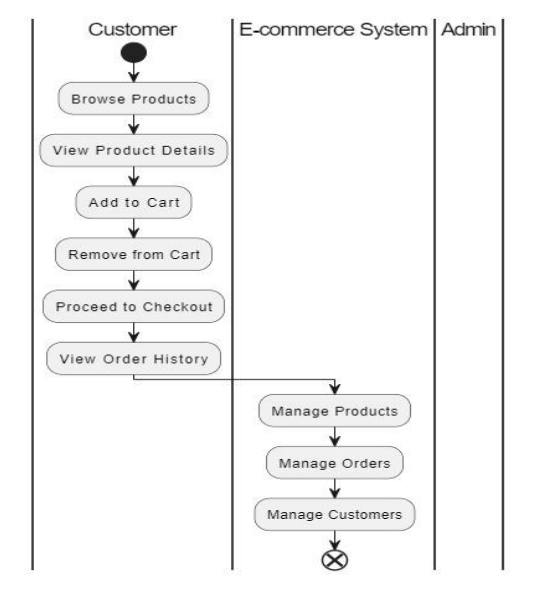 Customer
E-commerce System
Admin
Browse Products
View Product Details
Add to Cart
Remove from Cart
Proceed to Checkout
View Order History
Manage Products
Manage Orders
Manage Customers